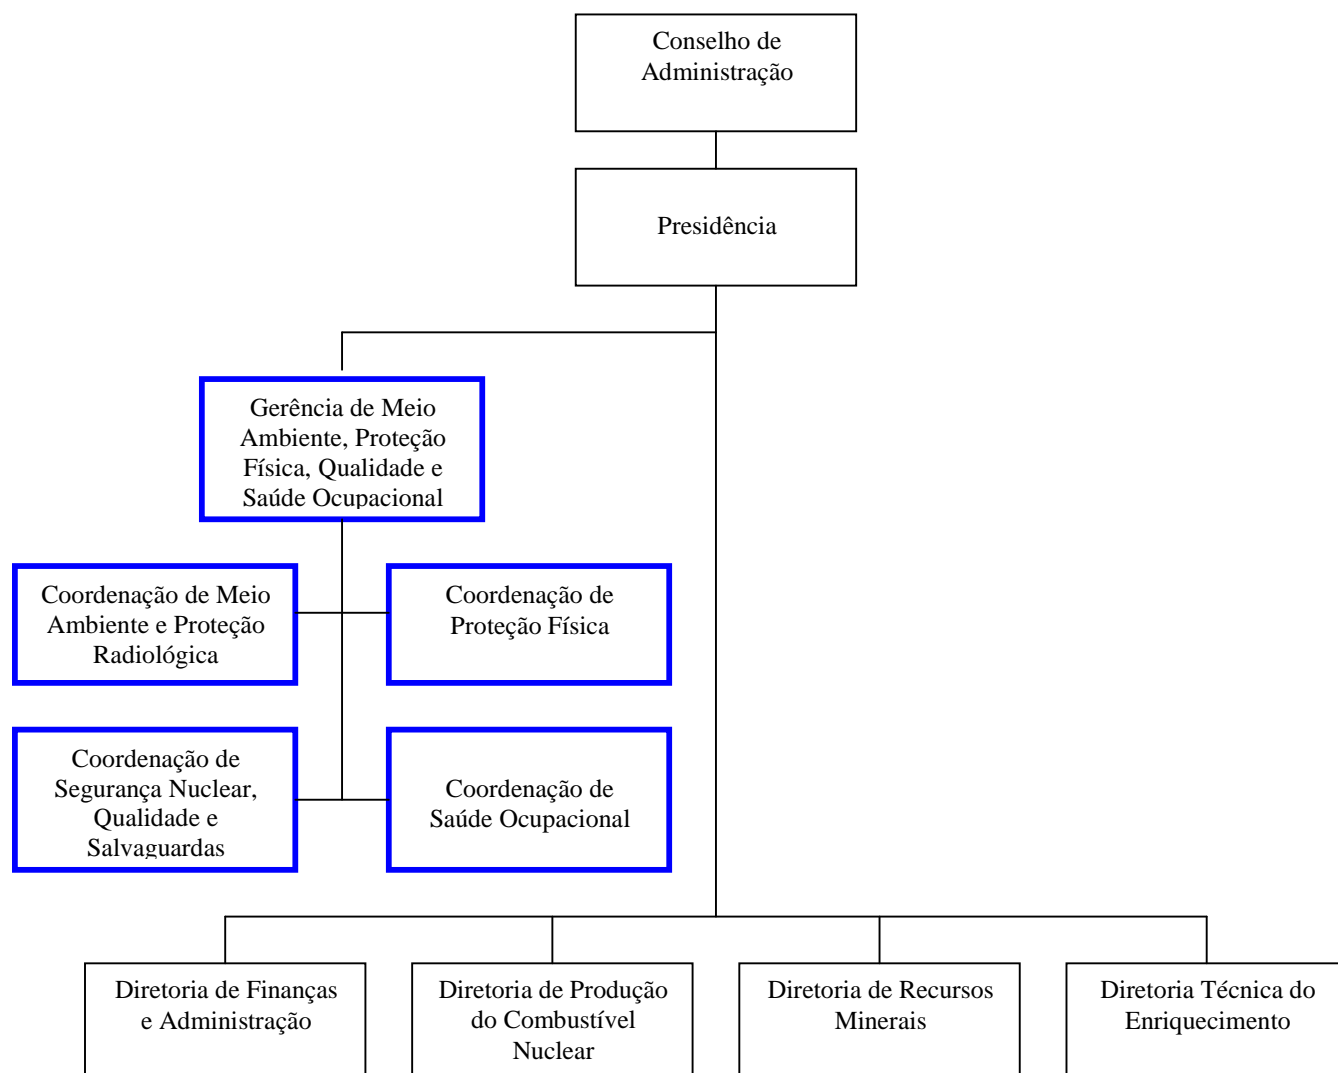 Conselho de
Administração
Presidência
Gerência de Meio
Ambiente, Proteção
Física, Qualidade e
Saúde Ocupacional
Coordenação de Meio
Ambiente e Proteção
Radiológica
Coordenação de
Proteção Física
Coordenação de
Segurança Nuclear,
Qualidade e
Salvaguardas
Coordenação de
Saúde Ocupacional
Diretoria de Finanças
e Administração
Diretoria de Produção
do Combustível
Nuclear
Diretoria de Recursos
Minerais
Diretoria Técnica do
Enriquecimento